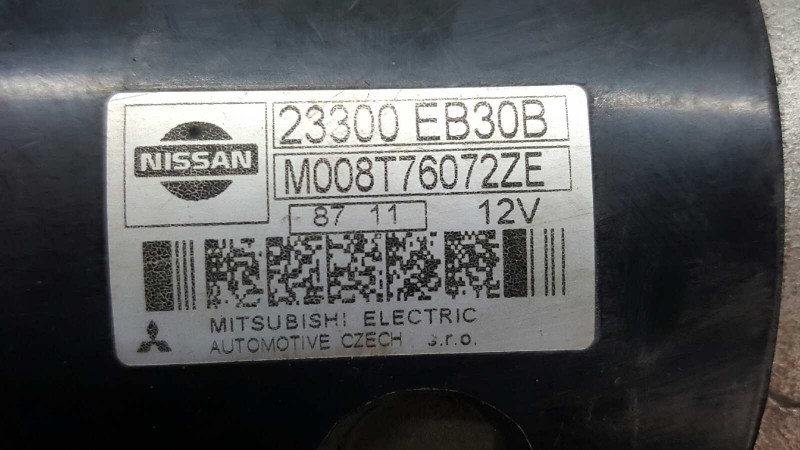 NISSAN
23300 EB30B
M008T76072ZE
87 11 12V
MITSUBISHI ELECTRIC
AUTOMOTIVE CZECH s.r.o.